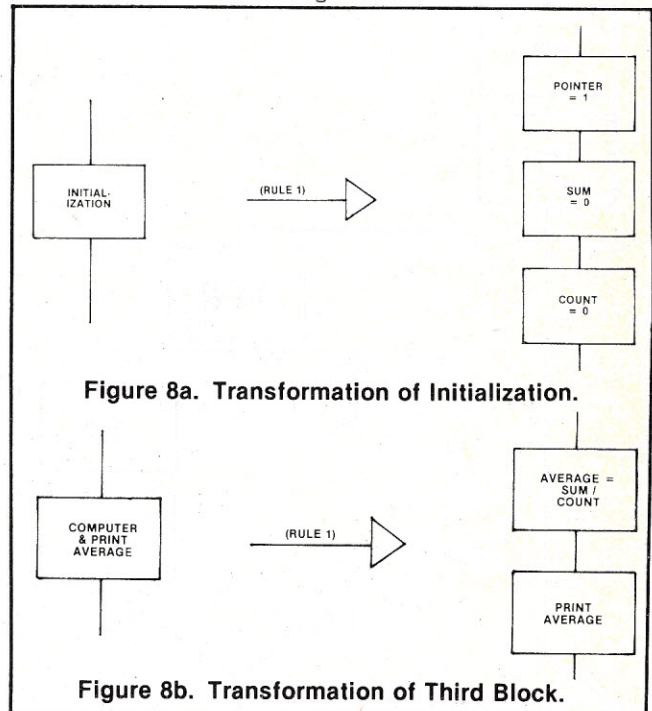 INITIAL-
IZATION
(RULE 1)
POINTER
= 1
SUM
= 0
COUNT
= 0
Figure 8a. Transformation of Initialization.
COMPUTER
& PRINT
AVERAGE
(RULE 1)
AVERAGE =
SUM /
COUNT
PRINT
AVERAGE
Figure 8b. Transformation of Third Block.